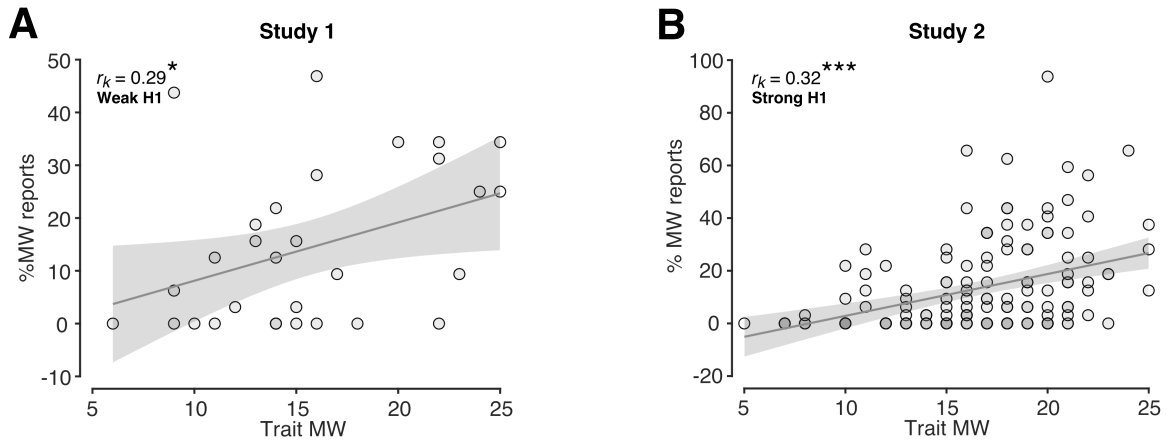 A
Study 1
50
40
30
20
10
0
-10
%MW reports
r_k = 0.29*
Weak H1
5 10 15 20 25
Trait MW
B
Study 2
100
80
60
40
20
0
-20
% MW reports
r_k = 0.32***
Strong H1
5 10 15 20 25
Trait MW